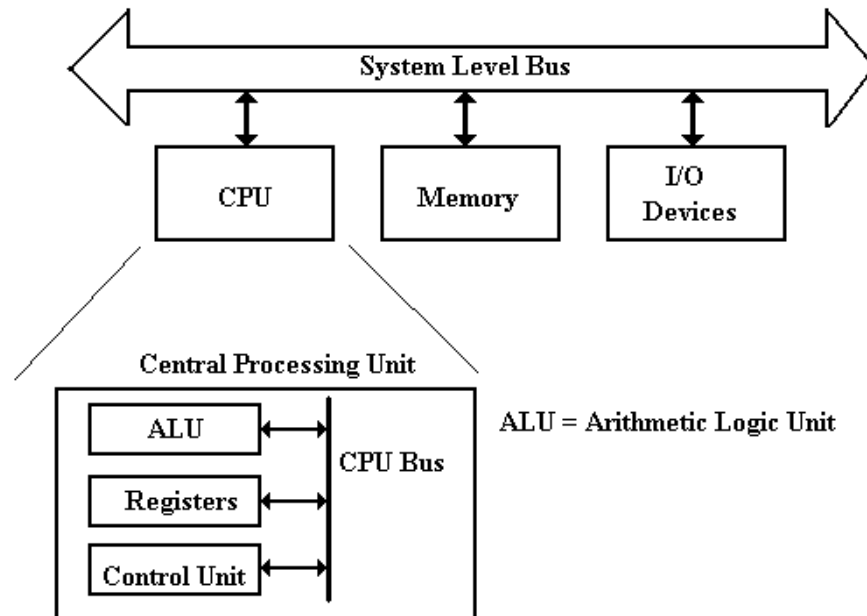 System Level Bus
CPU
Memory
I/O
Devices
Central Processing Unit
ALU
ALU = Arithmetic Logic Unit
CPU Bus
Registers
Control Unit